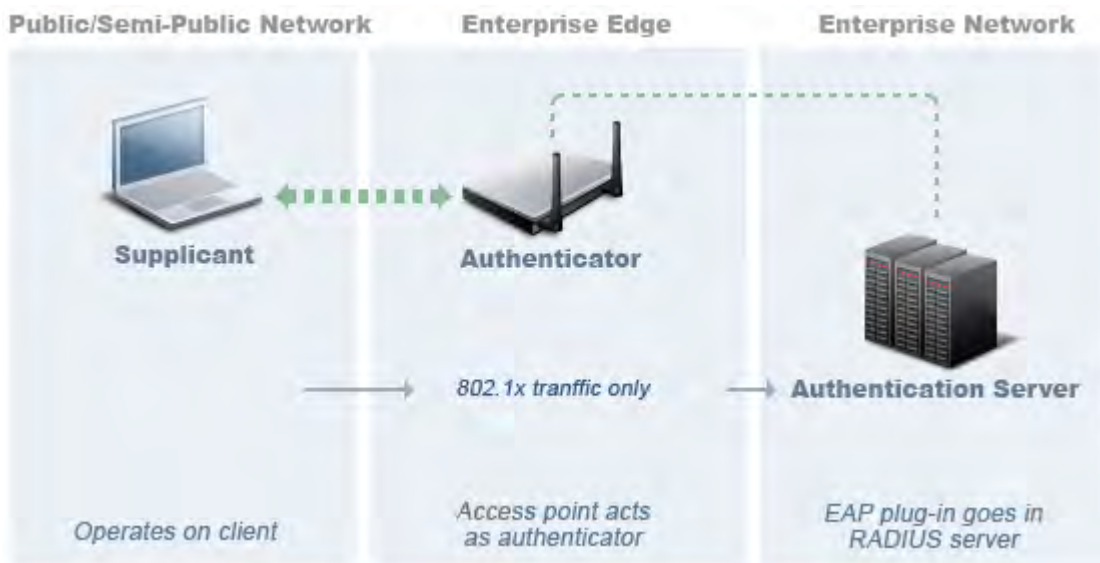 Public/Semi-Public Network
Enterprise Edge
Enterprise Network
Supplicant
Authenticator
802.1x tranffic only
Authentication Server
Operates on client
Access point acts
as authenticator
EAP plug-in goes in
RADIUS server